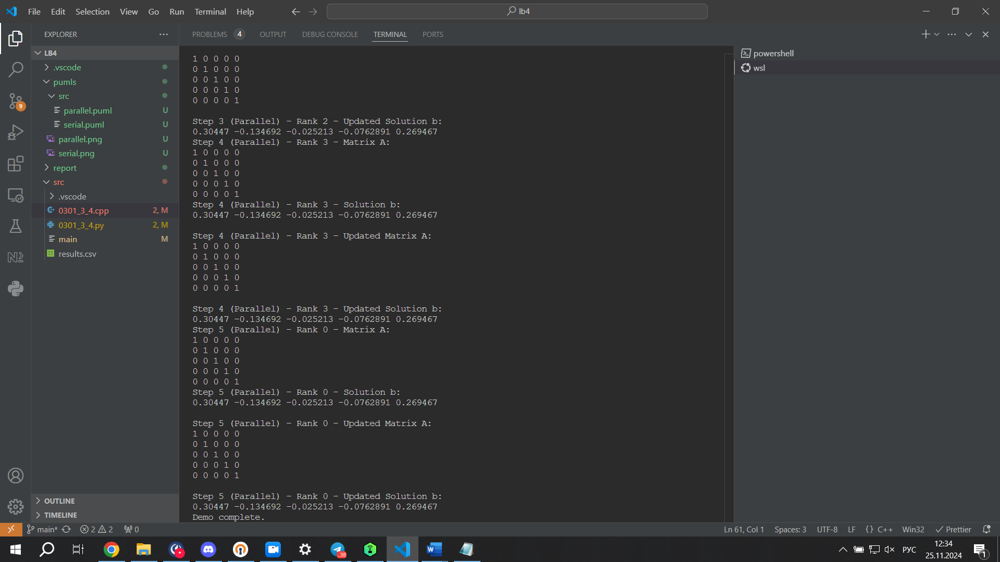 File Edit Selection View Go Run Terminal Help
lb4
EXPLORER
PROBLEMS 4 OUTPUT DEBUG CONSOLE TERMINAL PORTS
LB4
.vscode
pumls
src
parallel.puml U
serial.puml U
parallel.png U
serial.png U
report
src
.vscode
0301_3_4.cpp 2, M
0301_3_4.py 2, M
main M
results.csv
OUTLINE
TIMELINE
9
1 0 0 0 0
0 1 0 0 0
0 0 1 0 0
0 0 0 1 0
0 0 0 0 1
Step 3 (Parallel) - Rank 2 - Updated Solution b:
0.30447 -0.134692 -0.025213 -0.0762891 0.269467
Step 4 (Parallel) - Rank 3 - Matrix A:
1 0 0 0 0
0 1 0 0 0
0 0 1 0 0
0 0 0 1 0
0 0 0 0 1
Step 4 (Parallel) - Rank 3 - Solution b:
0.30447 -0.134692 -0.025213 -0.0762891 0.269467
Step 4 (Parallel) - Rank 3 - Updated Matrix A:
1 0 0 0 0
0 1 0 0 0
0 0 1 0 0
0 0 0 1 0
0 0 0 0 1
Step 4 (Parallel) - Rank 3 - Updated Solution b:
0.30447 -0.134692 -0.025213 -0.0762891 0.269467
Step 5 (Parallel) - Rank 0 - Matrix A:
1 0 0 0 0
0 1 0 0 0
0 0 1 0 0
0 0 0 1 0
0 0 0 0 1
Step 5 (Parallel) - Rank 0 - Solution b:
0.30447 -0.134692 -0.025213 -0.0762891 0.269467
Step 5 (Parallel) - Rank 0 - Updated Matrix A:
1 0 0 0 0
0 1 0 0 0
0 0 1 0 0
0 0 0 1 0
0 0 0 0 1
Step 5 (Parallel) - Rank 0 - Updated Solution b:
0.30447 -0.134692 -0.025213 -0.0762891 0.269467
Demo complete.
powershell
wsl
main* 2 2 0
Ln 61, Col 1 Spaces: 3 UTF-8 LF {} C++ Win32 Prettier
..38
W
РУС
12:34
25.11.2024
1